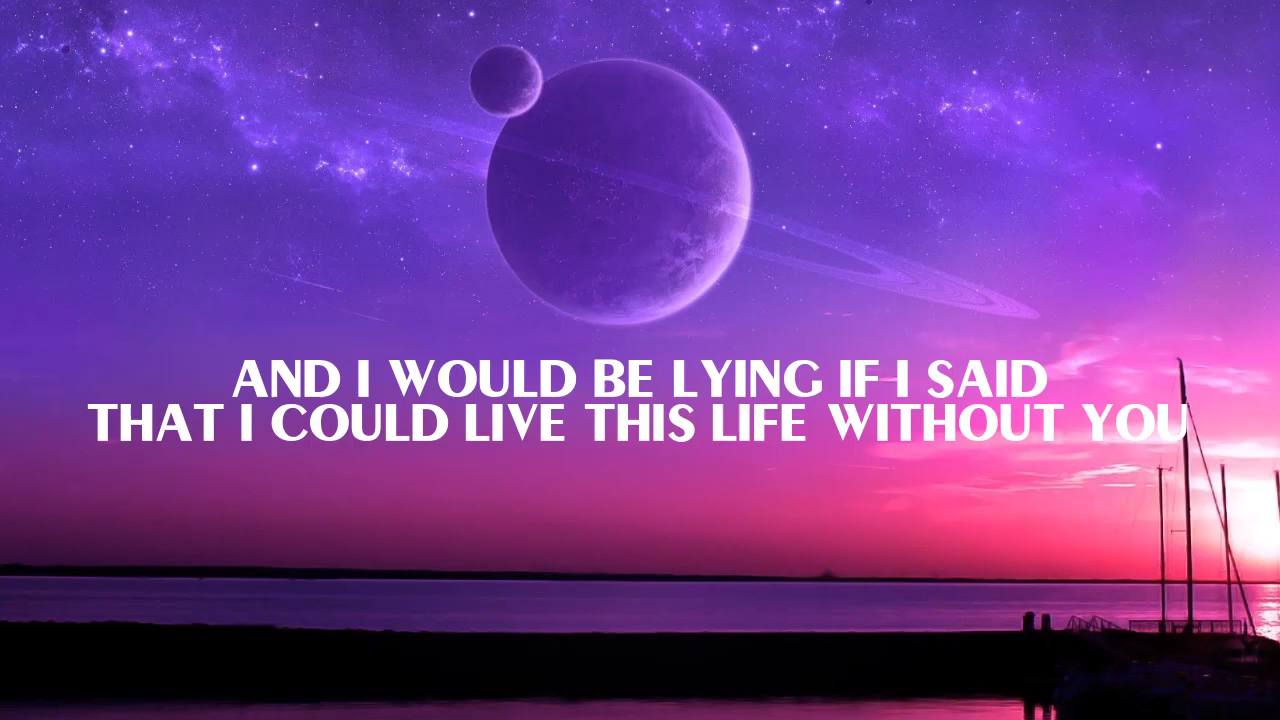 AND I WOULD BE LYING IF I SAID
THAT I COULD LIVE THIS LIFE WITHOUT YOU